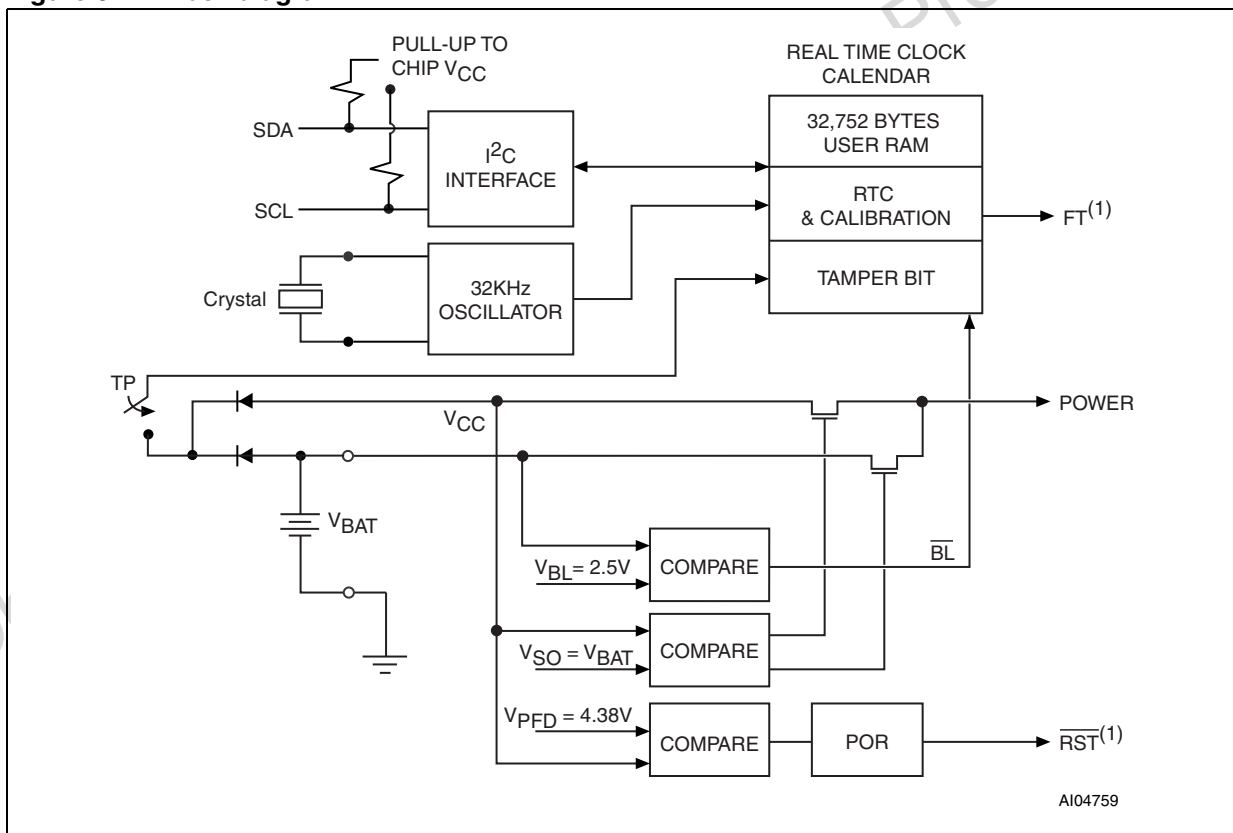 PULL-UP TO
CHIP VCC
REAL TIME CLOCK
CALENDAR
SDA
I2C
INTERFACE
32,752 BYTES
USER RAM
SCL
RTC
& CALIBRATION
FT(1)
Crystal
32KHz
OSCILLATOR
TAMPER BIT
TP
VCC
POWER
VBAT
VBL= 2.5V
COMPARE
BL
VSO = VBAT
COMPARE
VPFD = 4.38V
COMPARE
POR
RST(1)
AI04759